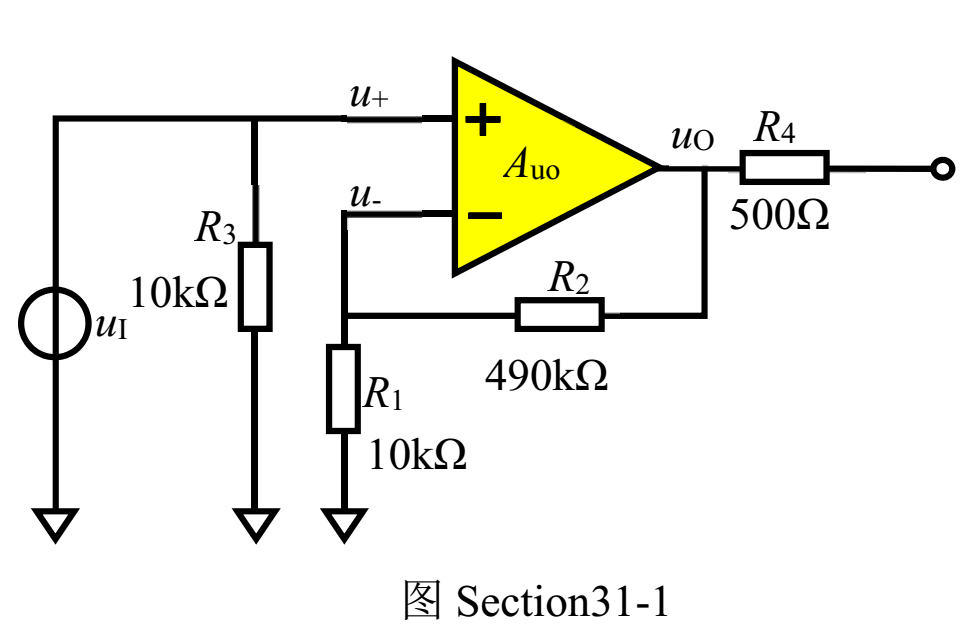 u+
+
Auo
uO
R4
500Ω
u-
−
R3
10kΩ
R2
uI
490kΩ
R1
10kΩ
图 Section31-1